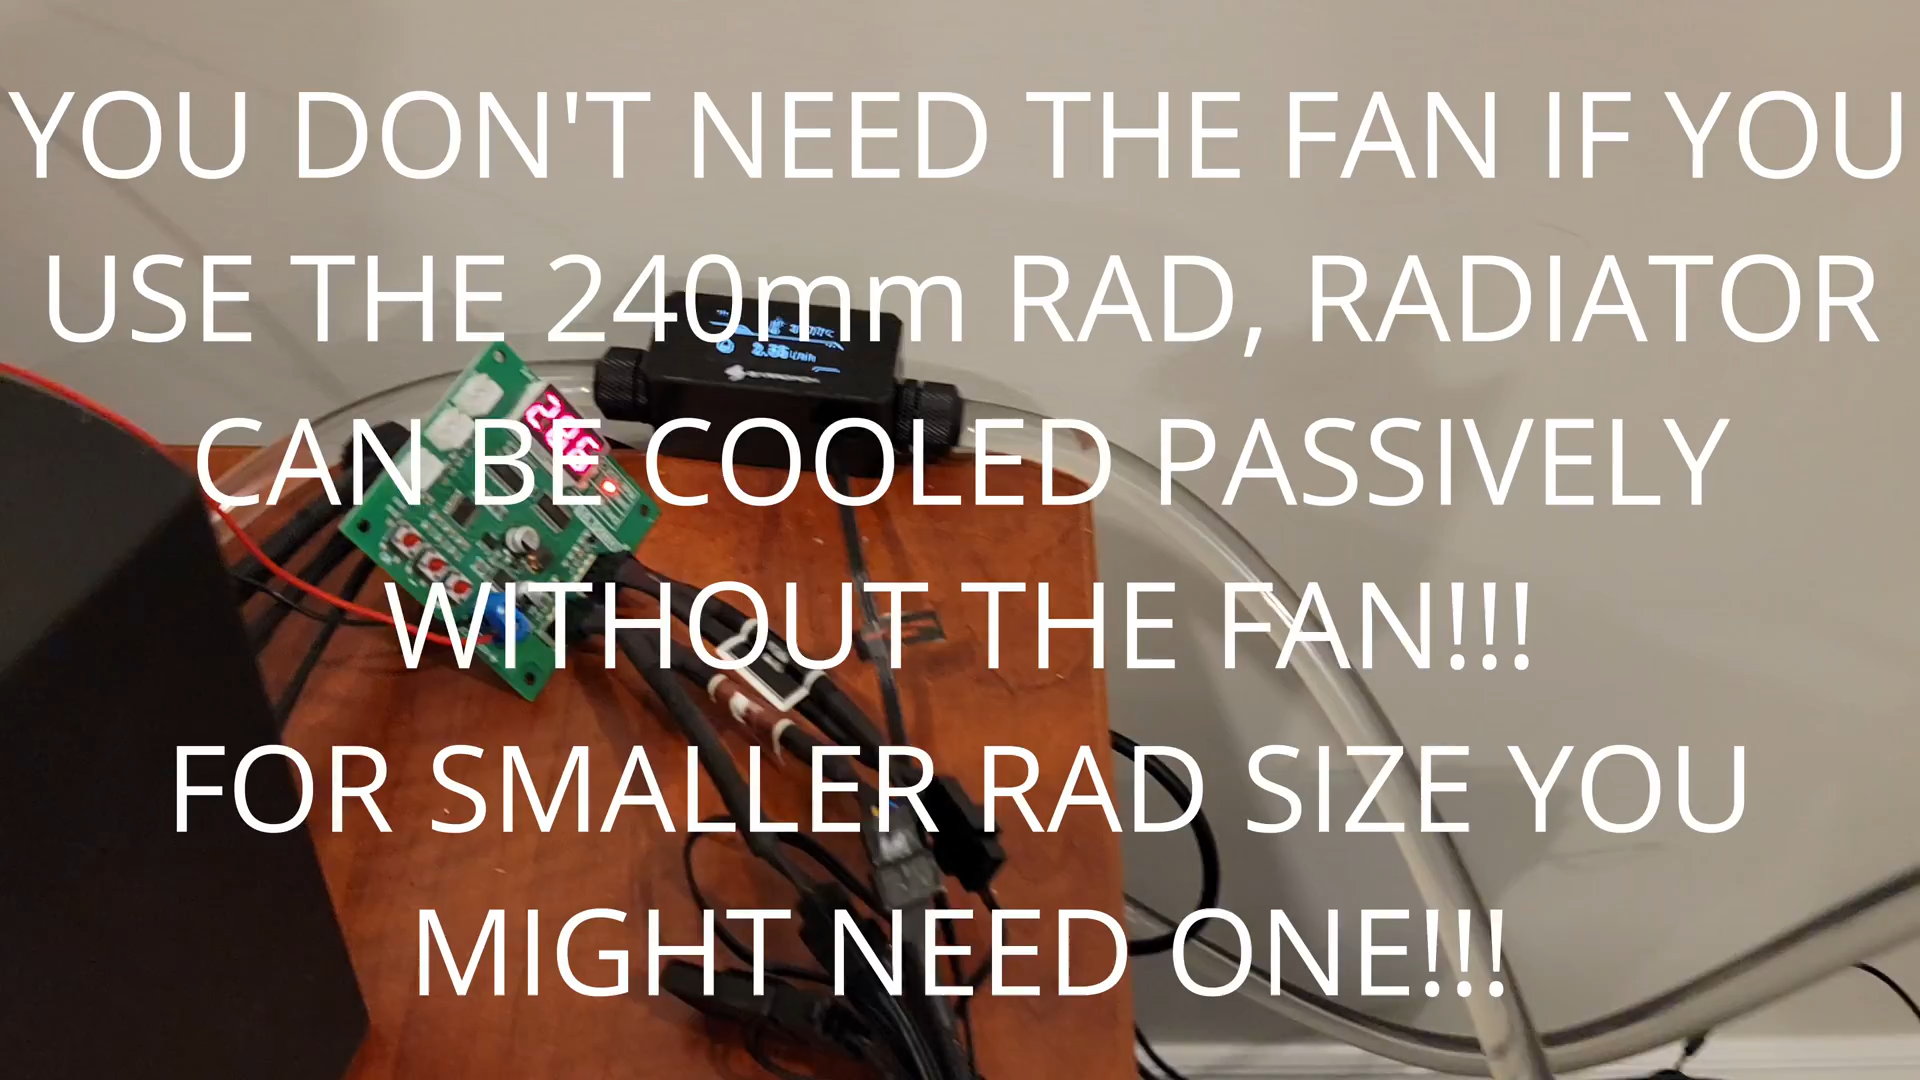 YOU DON'T NEED THE FAN IF YOU
USE THE 240mm RAD, RADIATOR
CAN BE COOLED PASSIVELY
WITHOUT THE FAN!!!
FOR SMALLER RAD SIZE YOU
MIGHT NEED ONE!!!